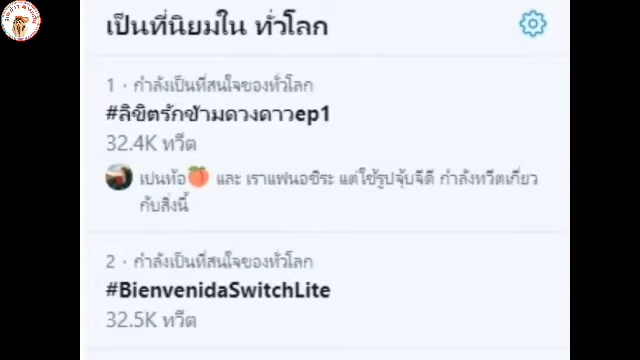 เป็นที่นิยมใน ทั่วโลก
1 · กำลังเป็นที่สนใจของทั่วโลก
#ลิขิตรักข้ามดวงดาวep1
32.4K ทวีต
เปนท้อ🍑 และ เราแฟนอชิระ แต่ใช้รูปจุ้บจีดี กำลังทวีตเกี่ยว
กับสิ่งนี้
2 · กำลังเป็นที่สนใจของทั่วโลก
#BienvenidaSwitchLite
32.5K ทวีต